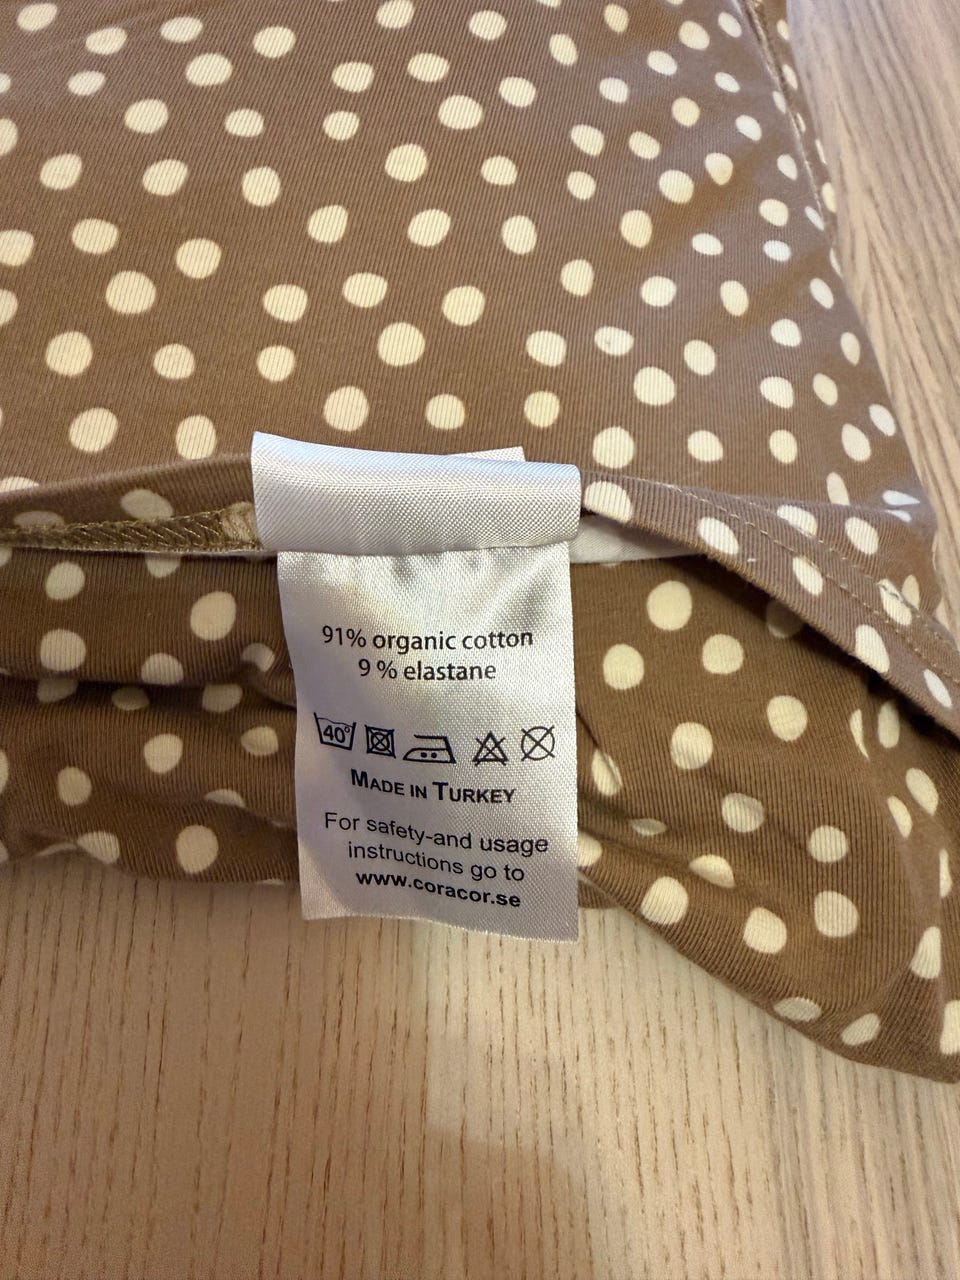 91% organic cotton
9 % elastane
40°
MADE IN TURKEY
For safety-and usage
instructions go to
www.coracor.se